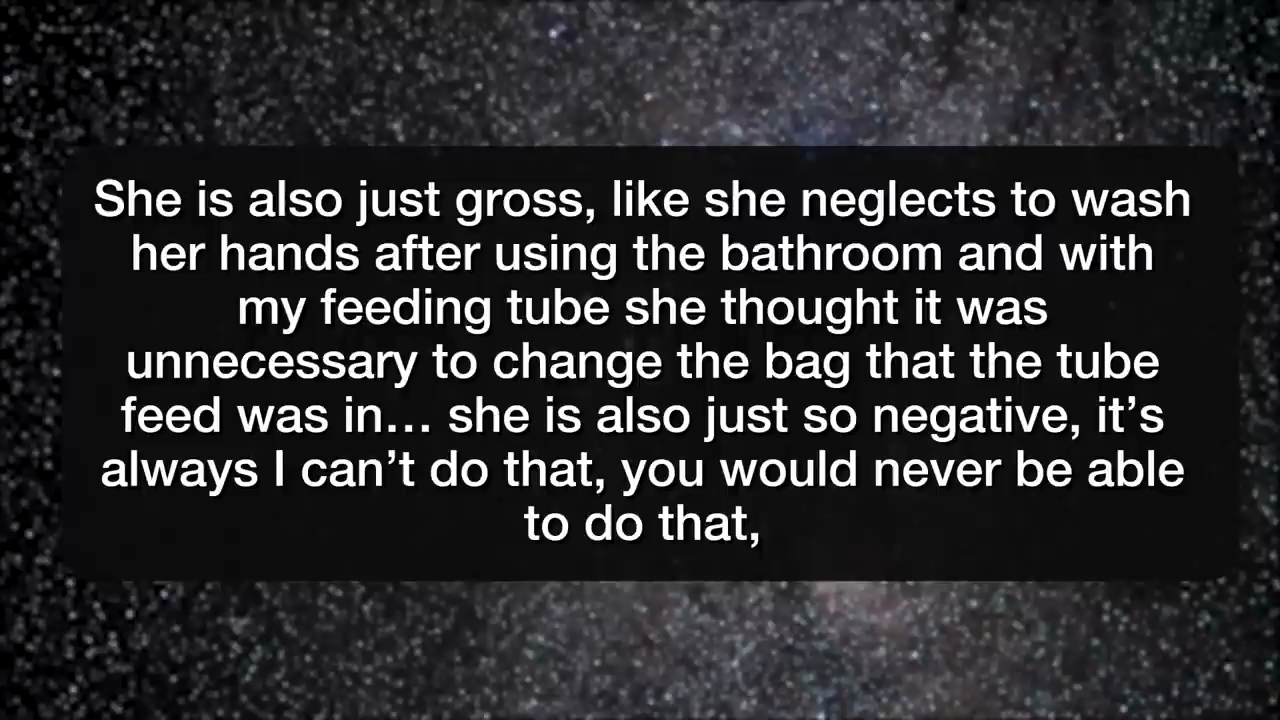 She is also just gross, like she neglects to wash
her hands after using the bathroom and with
my feeding tube she thought it was
unnecessary to change the bag that the tube
feed was in… she is also just so negative, it’s
always I can’t do that, you would never be able
to do that,